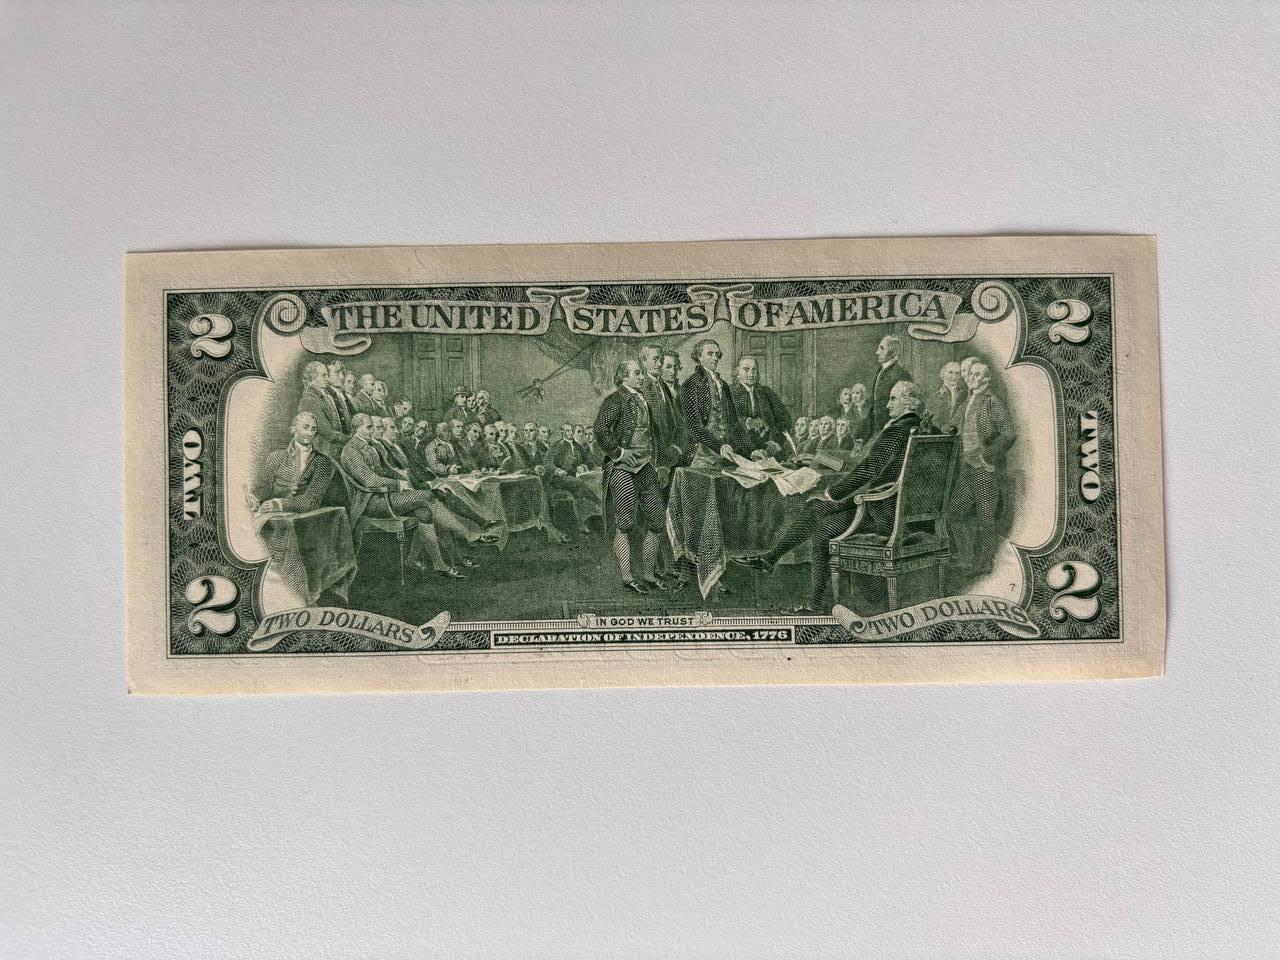 THE UNITED STATES OF AMERICA
2
2
TWO
TWO
2
2
TWO DOLLARS
IN GOD WE TRUST
TWO DOLLARS
DECLARATION OF INDEPENDENCE, 1776
7